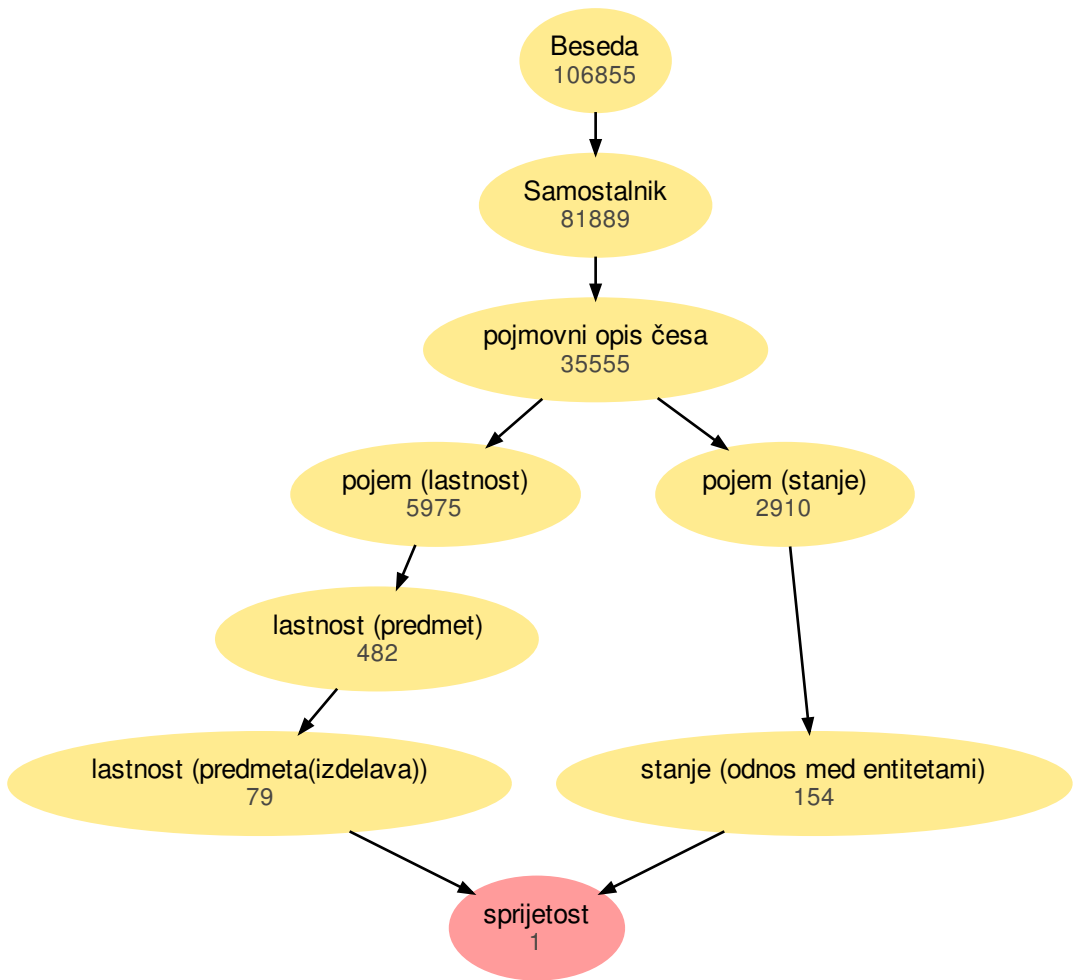 Beseda
106855
Samostalnik
81889
pojmovni opis česa
35555
pojem (lastnost)
5975
pojem (stanje)
2910
lastnost (predmet)
482
lastnost (predmeta(izdelava))
79
stanje (odnos med entitetami)
154
sprijetost
1